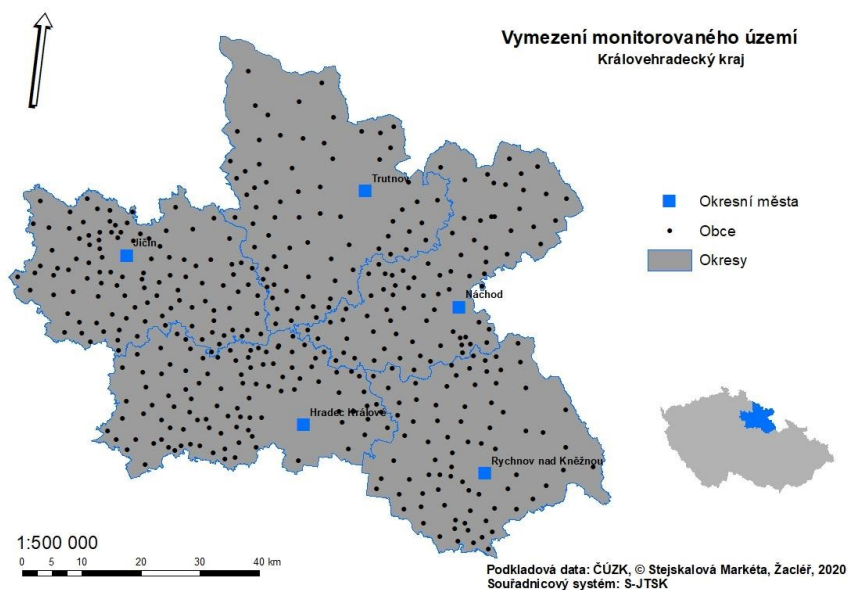 Vymezení monitorovaného území
Královehradecký kraj
Trutnov
Okresní města
Obce
Jičín
Okresy
Náchod
Hradec Králové
Rychnov nad Kněžnou
1:500 000
0 5 10 20 30 40 km
Podkladová data: ČÚZK, © Stejskalová Markéta, Žacléř, 2020
Souřadnicový systém: S-JTSK